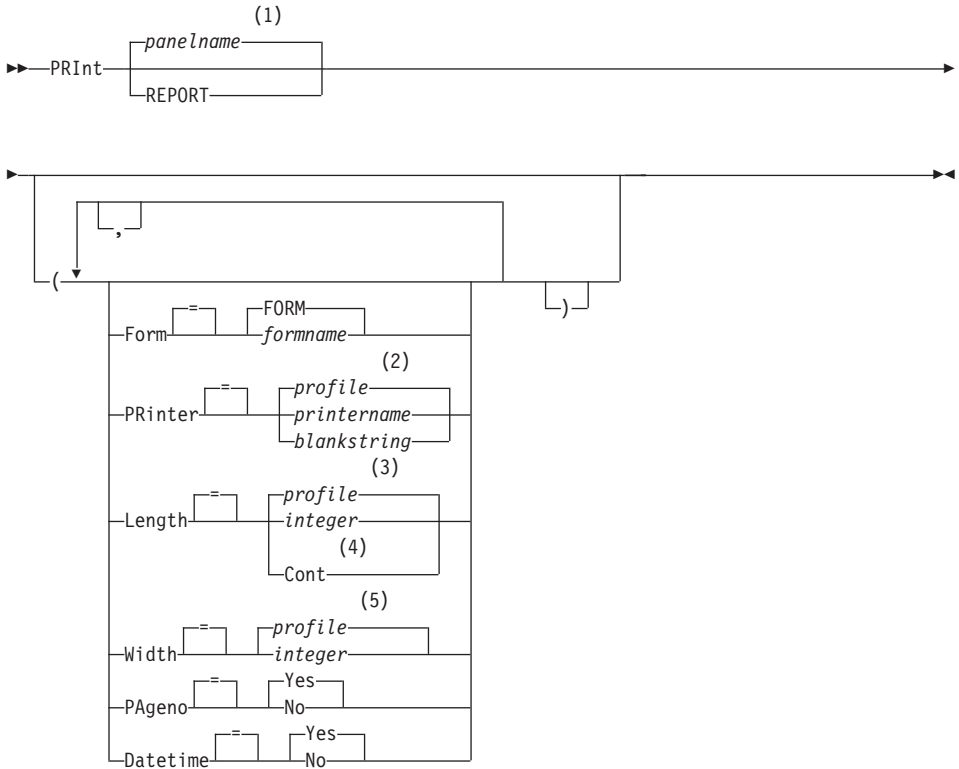 (1)
panelname
PRInt
REPORT
,
(
)
= FORM
Form formname
(2)
= profile
PRinter printername
blankstring
(3)
= profile
Length integer
(4)
Cont
(5)
= profile
Width integer
= Yes
PAgeno No
= Yes
Datetime No